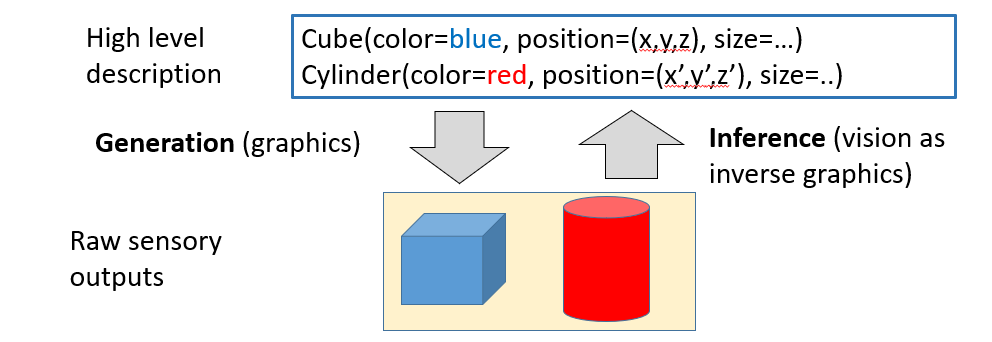 High level
description
Cube(color=blue, position=(x,y,z), size=…)
Cylinder(color=red, position=(x’,y’,z’), size=..)
Generation (graphics)
Inference (vision as
inverse graphics)
Raw sensory
outputs